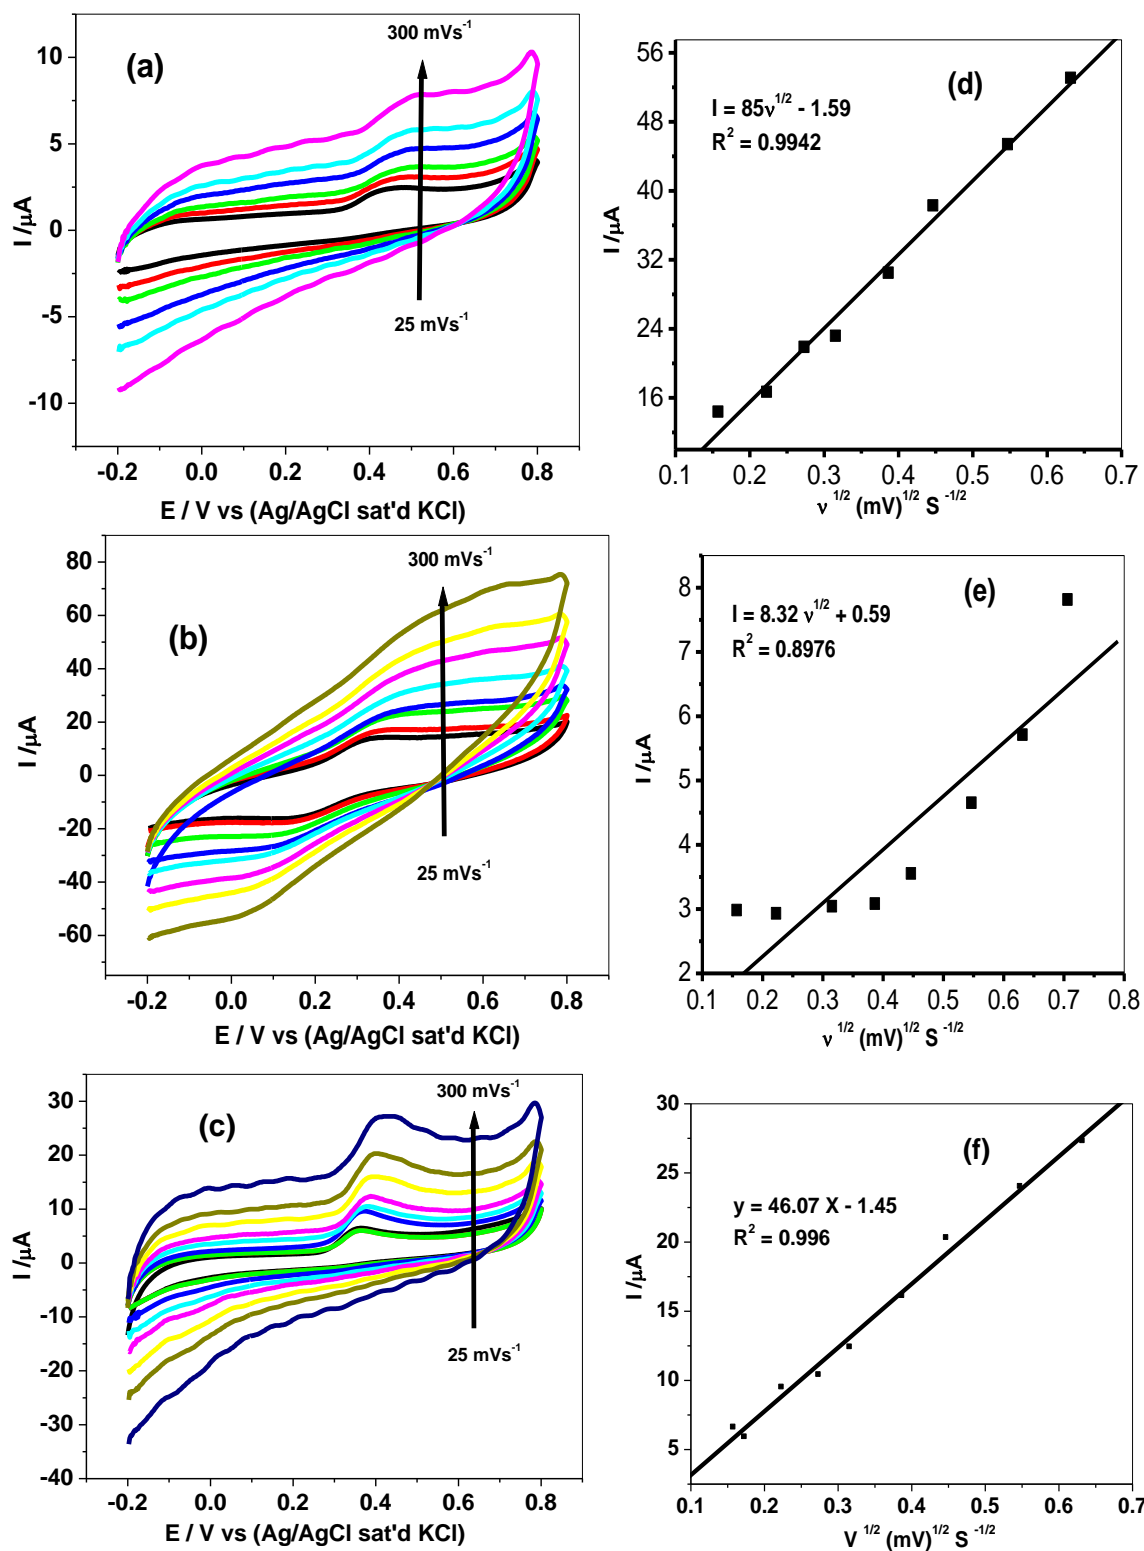 (a)
300 mVs⁻¹
25 mVs⁻¹
10
5
0
-5
-10
I /μA
-0.2 0.0 0.2 0.4 0.6 0.8
E / V vs (Ag/AgCl sat'd KCl)
(d)
I = 85ν^1/2 - 1.59
R² = 0.9942
56
48
40
32
24
16
I /μA
0.1 0.2 0.3 0.4 0.5 0.6 0.7
ν ^1/2 (mV)^1/2 S ^-1/2
(b)
300 mVs⁻¹
25 mVs⁻¹
80
60
40
20
0
-20
-40
-60
I /μA
-0.2 0.0 0.2 0.4 0.6 0.8
E / V vs (Ag/AgCl sat'd KCl)
(e)
I = 8.32 ν^1/2 + 0.59
R² = 0.8976
8
7
6
5
4
3
2
I /μA
0.1 0.2 0.3 0.4 0.5 0.6 0.7 0.8
ν ^1/2 (mV)^1/2 S ^-1/2
(c)
300 mVs⁻¹
25 mVs⁻¹
30
20
10
0
-10
-20
-30
-40
I /μA
-0.2 0.0 0.2 0.4 0.6 0.8
E / V vs (Ag/AgCl sat'd KCl)
(f)
y = 46.07 X - 1.45
R² = 0.996
30
25
20
15
10
5
I /μA
0.1 0.2 0.3 0.4 0.5 0.6 0.7
V ^1/2 (mV)^1/2 S ^-1/2